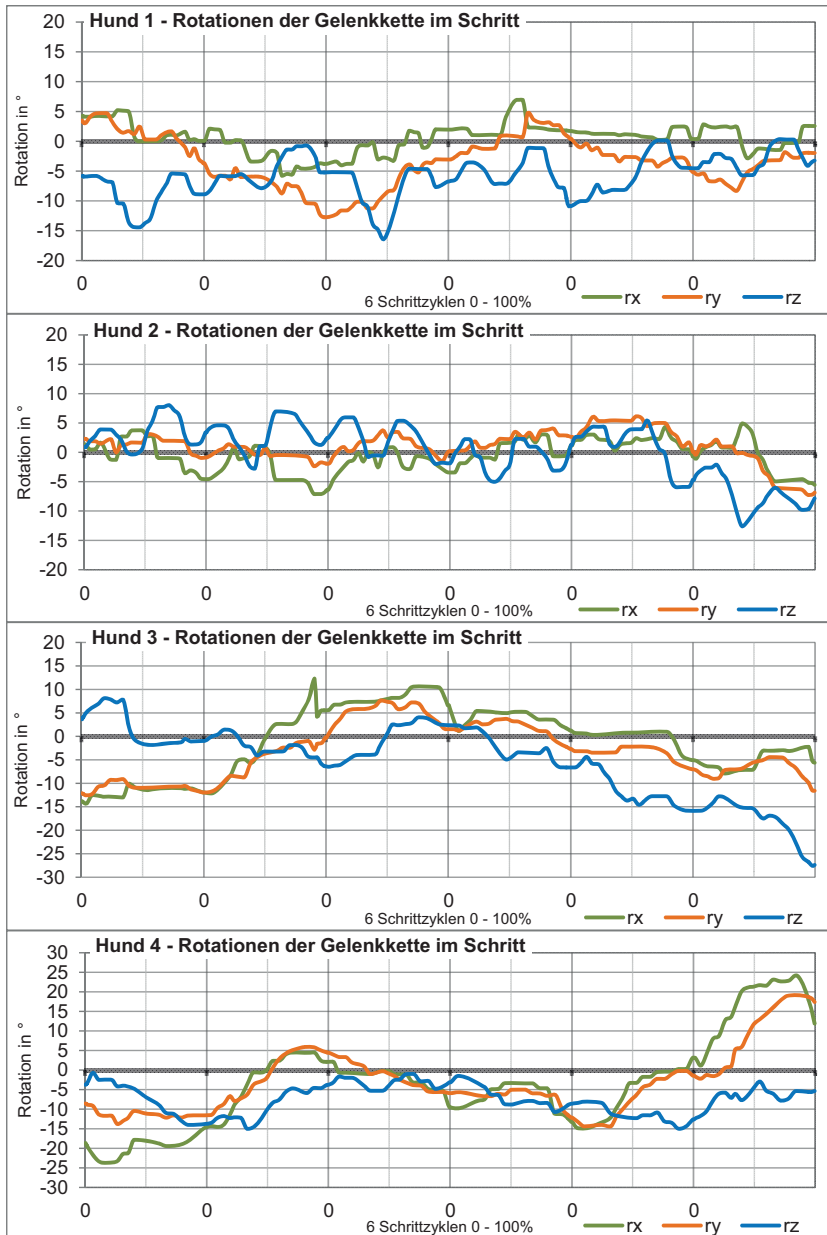 Hund 1 - Rotationen der Gelenkkette im Schritt
Rotation in °
20
15
10
5
0
-5
-10
-15
-20
0 0 0 0 0 0
6 Schrittzyklen 0 - 100%
rx ry rz
Hund 2 - Rotationen der Gelenkkette im Schritt
Rotation in °
20
15
10
5
0
-5
-10
-15
-20
0 0 0 0 0 0
6 Schrittzyklen 0 - 100%
rx ry rz
Hund 3 - Rotationen der Gelenkkette im Schritt
Rotation in °
20
15
10
5
0
-5
-10
-15
-20
-25
-30
0 0 0 0 0 0
6 Schrittzyklen 0 - 100%
rx ry rz
Hund 4 - Rotationen der Gelenkkette im Schritt
Rotation in °
30
25
20
15
10
5
0
-5
-10
-15
-20
-25
-30
0 0 0 0 0 0
6 Schrittzyklen 0 - 100%
rx ry rz